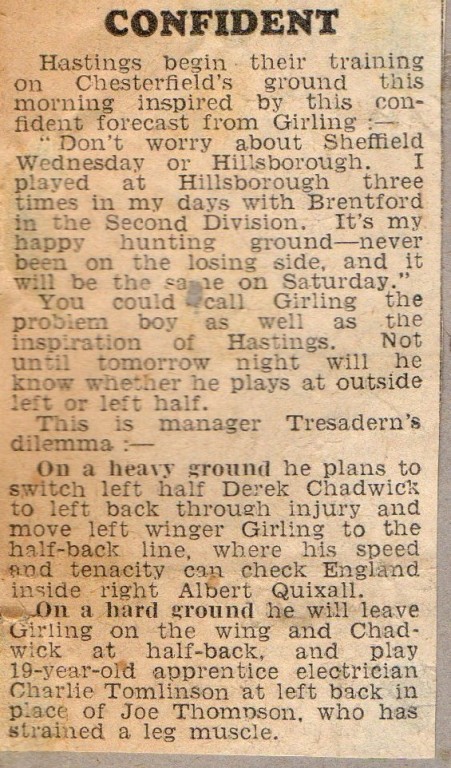 CONFIDENT
Hastings begin their training
on Chesterfield's ground this
morning inspired by this con-
fident forecast from Girling :—
" Don't worry about Sheffield
Wednesday or Hillsborough. I
played at Hillsborough three
times in my days with Brentford
in the Second Division. It's my
happy hunting ground—never
been on the losing side, and it
will be the same on Saturday."
You could call Girling the
problem boy as well as the
inspiration of Hastings. Not
until tomorrow night will he
know whether he plays at outside
left or left half.
This is manager Tresadern's
dilemma :—
On a heavy ground he plans to
switch left half Derek Chadwick
to left back through injury and
move left winger Girling to the
half-back line, where his speed
and tenacity can check England
inside right Albert Quixall.
On a hard ground he will leave
Girling on the wing and Chad-
wick at half-back, and play
19-year-old apprentice electrician
Charlie Tomlinson at left back in
place of Joe Thompson, who has
strained a leg muscle.